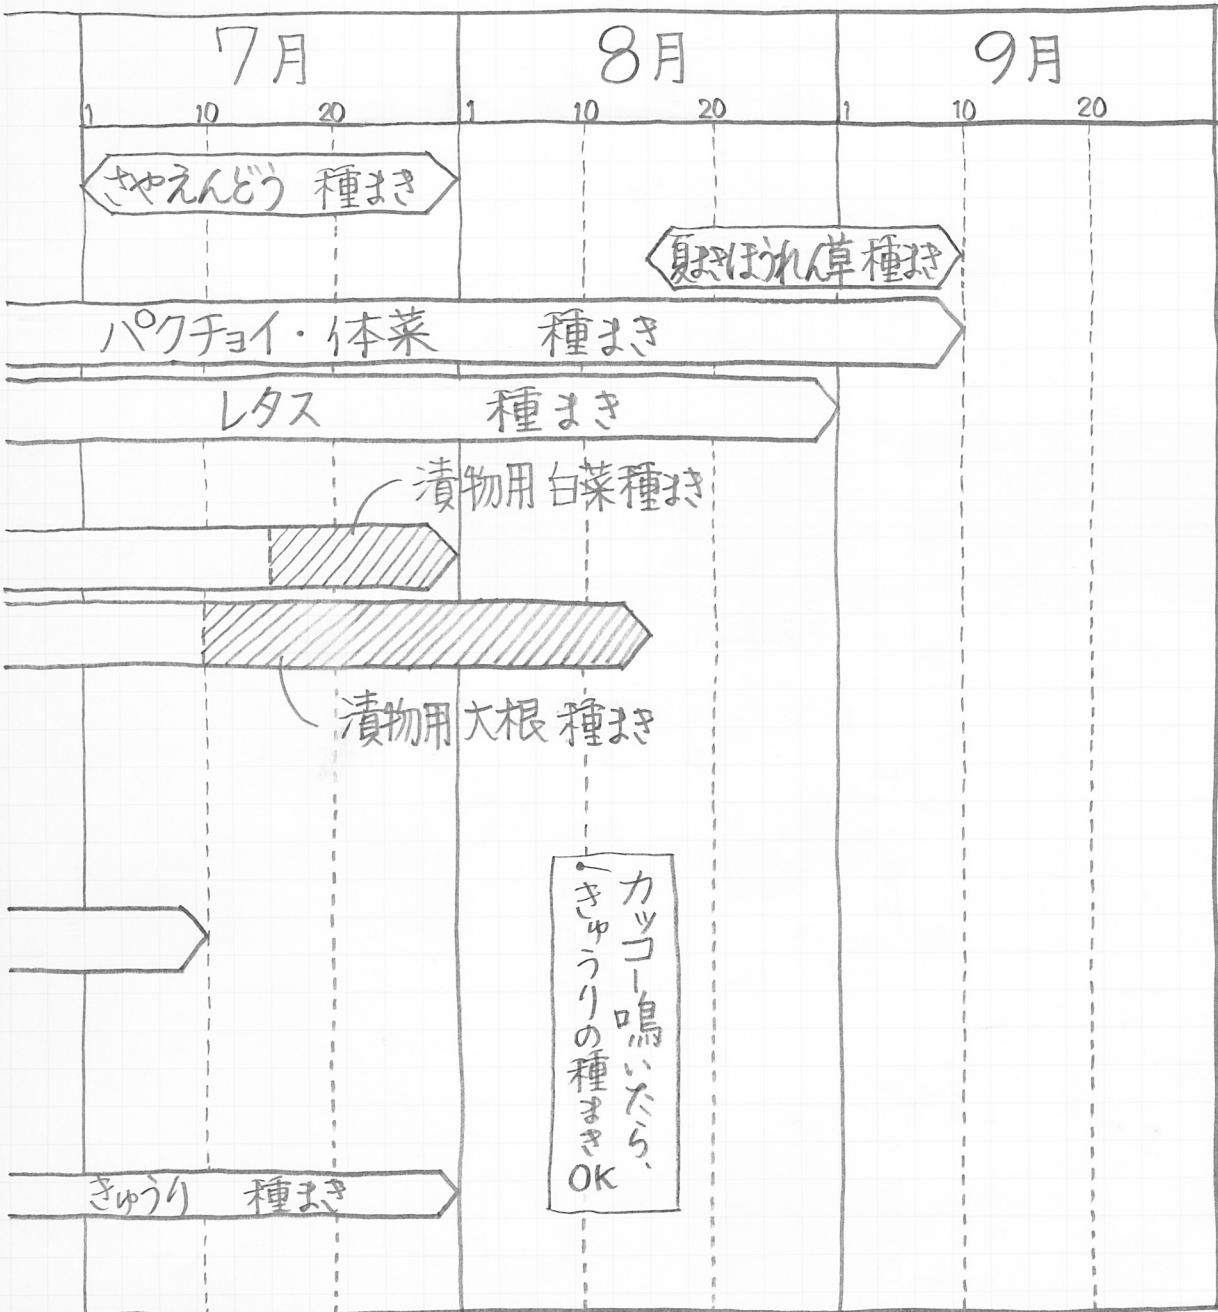 7月 8月 9月
1 10 20 1 10 20 1 10 20
さやえんどう 種まき
夏まきほうれん草 種まき
パクチョイ・体菜 種まき
レタス 種まき
漬物用 白菜種まき
漬物用 大根 種まき
カッコー鳴いたら、
きゅうりの種まきOK
きゅうり 種まき